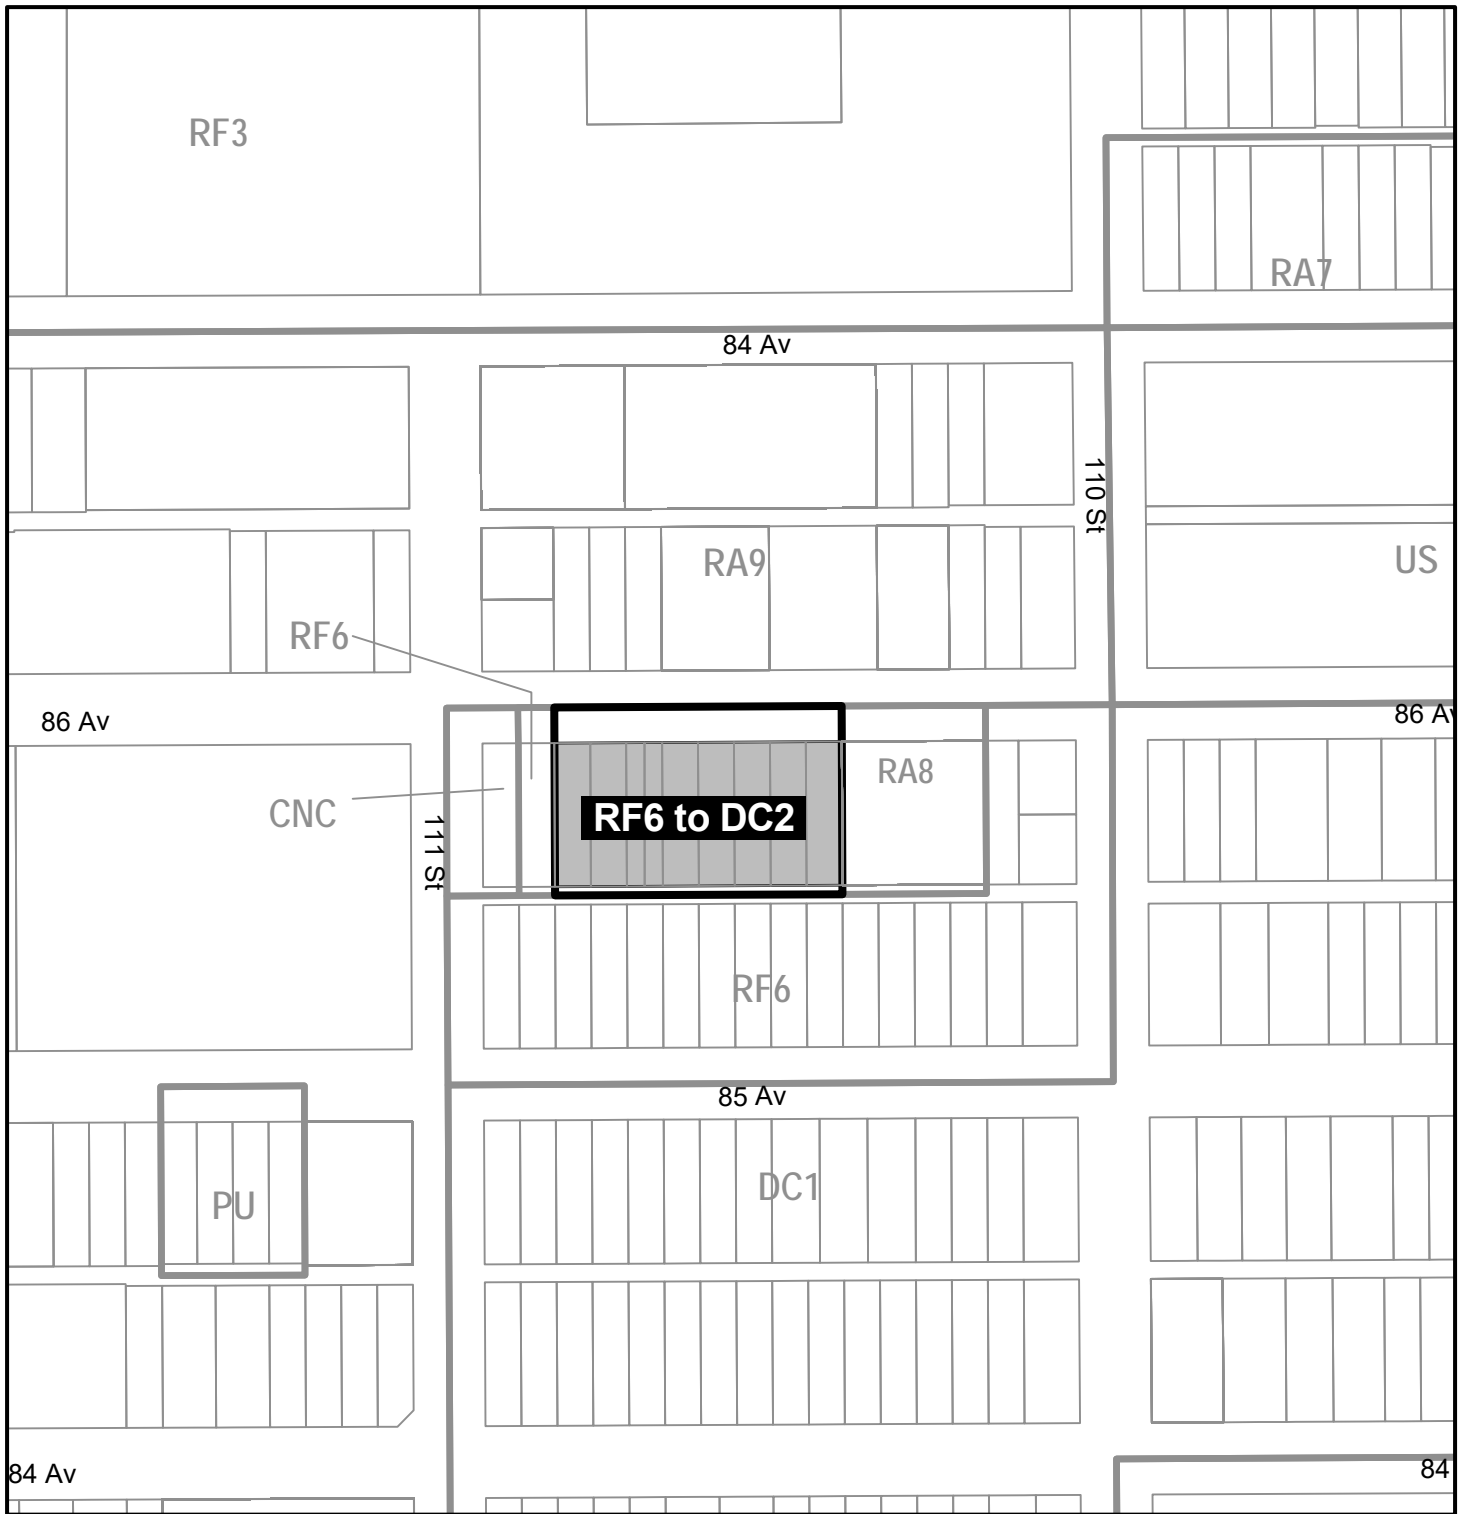 RF3
RA7
84 Av
110 St
RA9
US
RF6
86 Av
86 Av
RA8
CNC
RF6 to DC2
111 St
RF6
85 Av
DC1
PU
84 Av
84